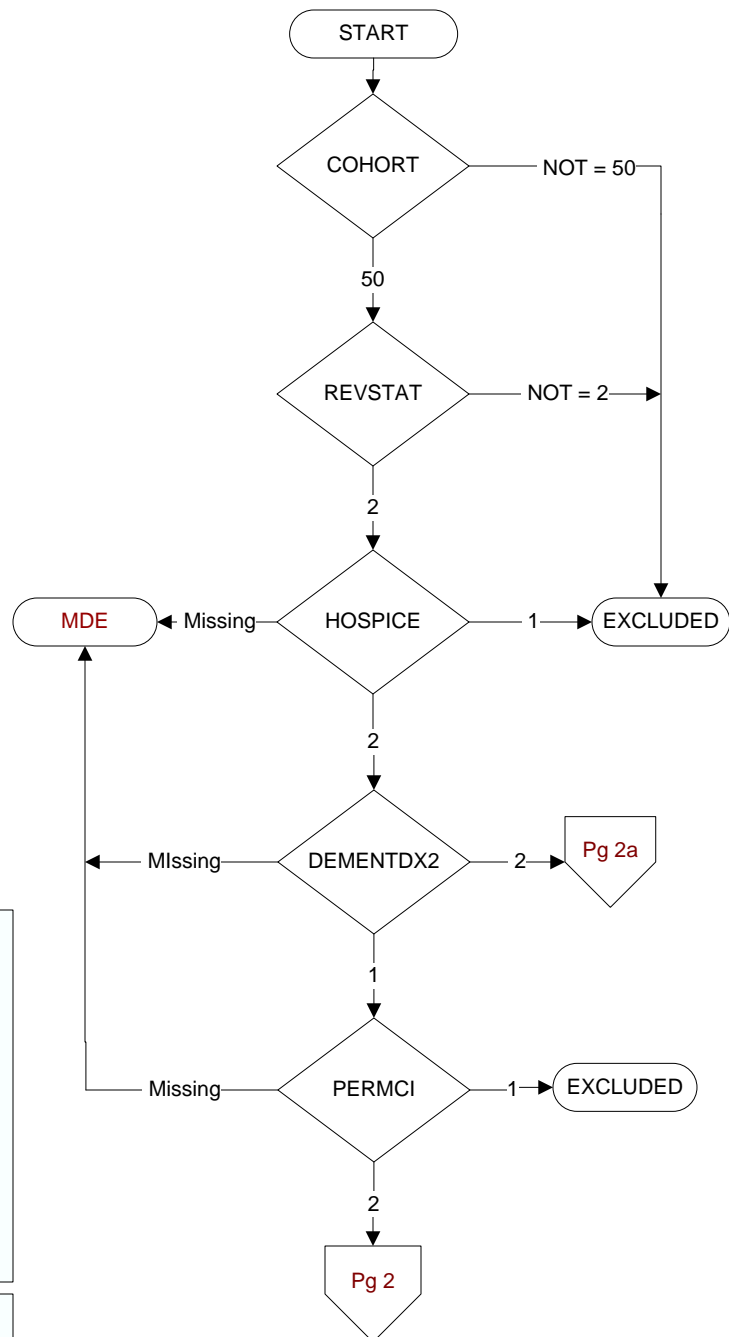 START
COHORT
NOT = 50
50
REVSTAT
NOT = 2
2
MDE
Missing
HOSPICE
1
EXCLUDED
2
MIssing
DEMENTDX2
2
Pg 2a
1
Missing
PERMCI
1
EXCLUDED
2
Pg 2